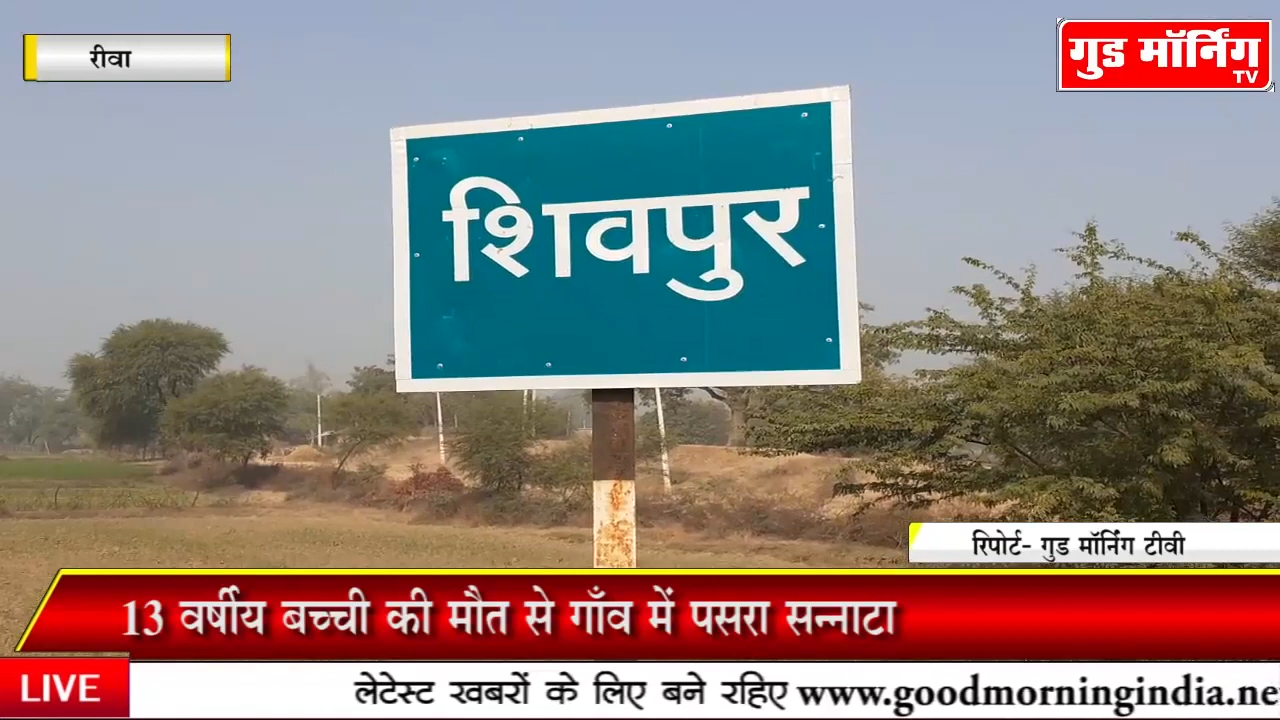 रीवा
गुड मॉर्निंग
TV
शिवपुर
रिपोर्ट- गुड मॉर्निंग टीवी
13 वर्षीय बच्ची की मौत से गाँव में पसरा सन्नाटा
LIVE
लेटेस्ट खबरों के लिए बने रहिए www.goodmorningindia.ne